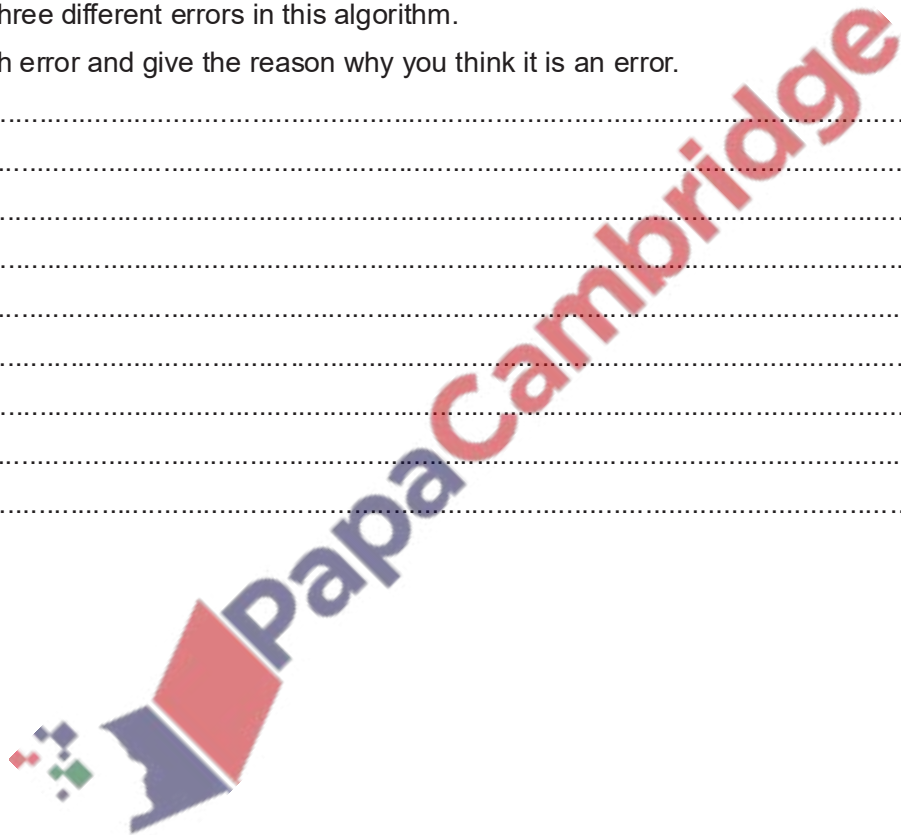 hree different errors in this algorithm.
h error and give the reason why you think it is an error.
PapaCambridge